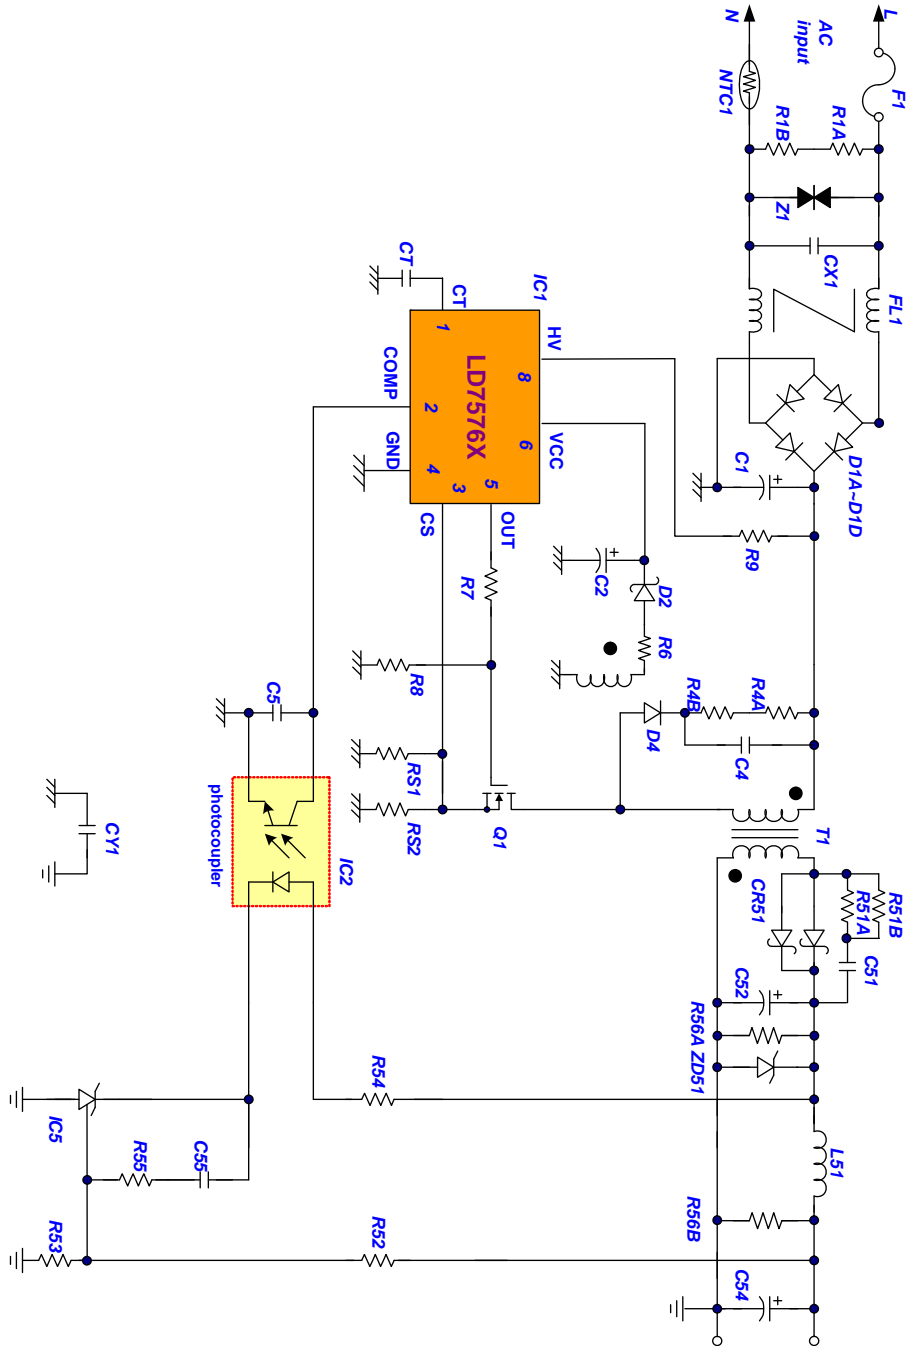 L
N
AC
input
F1
NTC1
R1A
R1B
Z1
CX1
FL1
D1A~D1D
C1
R9
IC1
CT
CT
1
HV
8
COMP
2
LD7576X
VCC
6
GND
4
3
5
CS
OUT
C2
D2
R6
R7
R8
R4A
R4B
C4
D4
C5
RS1
RS2
Q1
T1
photocoupler
IC2
CY1
CR51
R51A
R51B
C51
C52
R56A
ZD51
R54
L51
IC5
R55
C55
R56B
R53
R52
C54
+
+
+
+